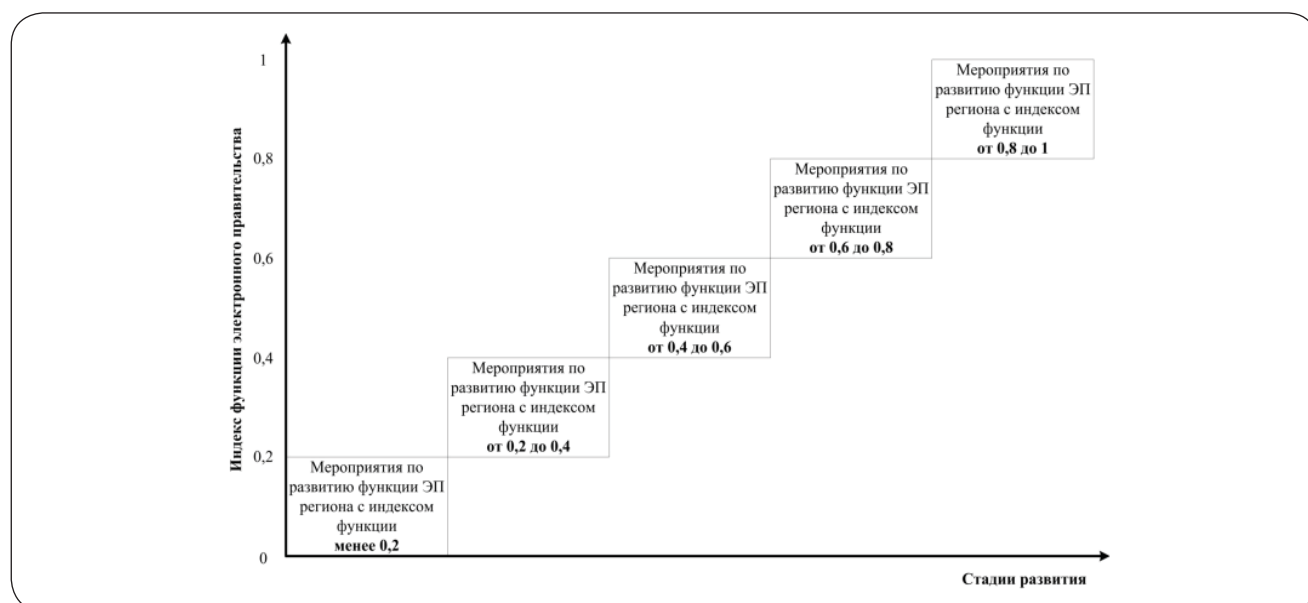 1
Мероприятия по
развитию функции ЭП
региона с индексом
функции
от 0,8 до 1
0,8
Мероприятия по
развитию функции ЭП
региона с индексом
функции
от 0,6 до 0,8
0,6
Мероприятия по
развитию функции ЭП
региона с индексом
функции
от 0,4 до 0,6
0,4
Мероприятия по
развитию функции ЭП
региона с индексом
функции
от 0,2 до 0,4
0,2
Мероприятия по
развитию функции ЭП
региона с индексом
функции
менее 0,2
0
Индекс функции электронного правительства
Стадии развития